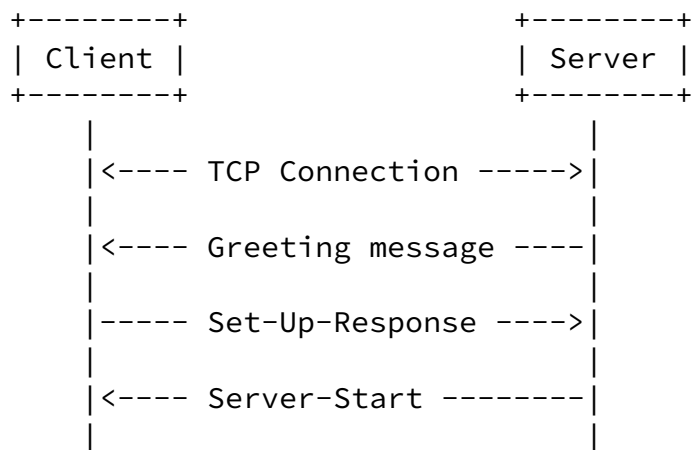 +--------+                  +--------+
| Client |                  | Server |
+--------+                  +--------+
    |                           |
    |<---- TCP Connection ----->|
    |                           |
    |<---- Greeting message ----|
    |                           |
    |----- Set-Up-Response ---->|
    |                           |
    |<---- Server-Start --------|
    |                           |